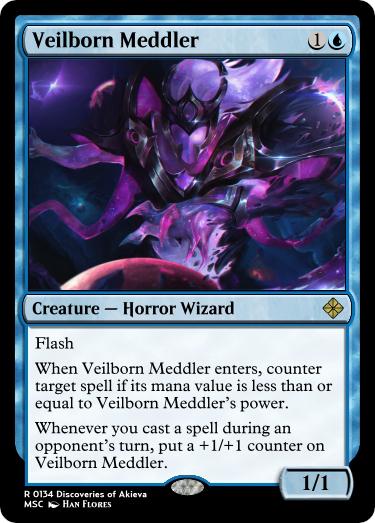 Veilborn Meddler 1
Creature — Horror Wizard
Flash
When Veilborn Meddler enters, counter
target spell if its mana value is less than or
equal to Veilborn Meddler's power.
Whenever you cast a spell during an
opponent's turn, put a +1/+1 counter on
Veilborn Meddler.
1/1
R 0134 Discoveries of Akieva
MSC Han Flores